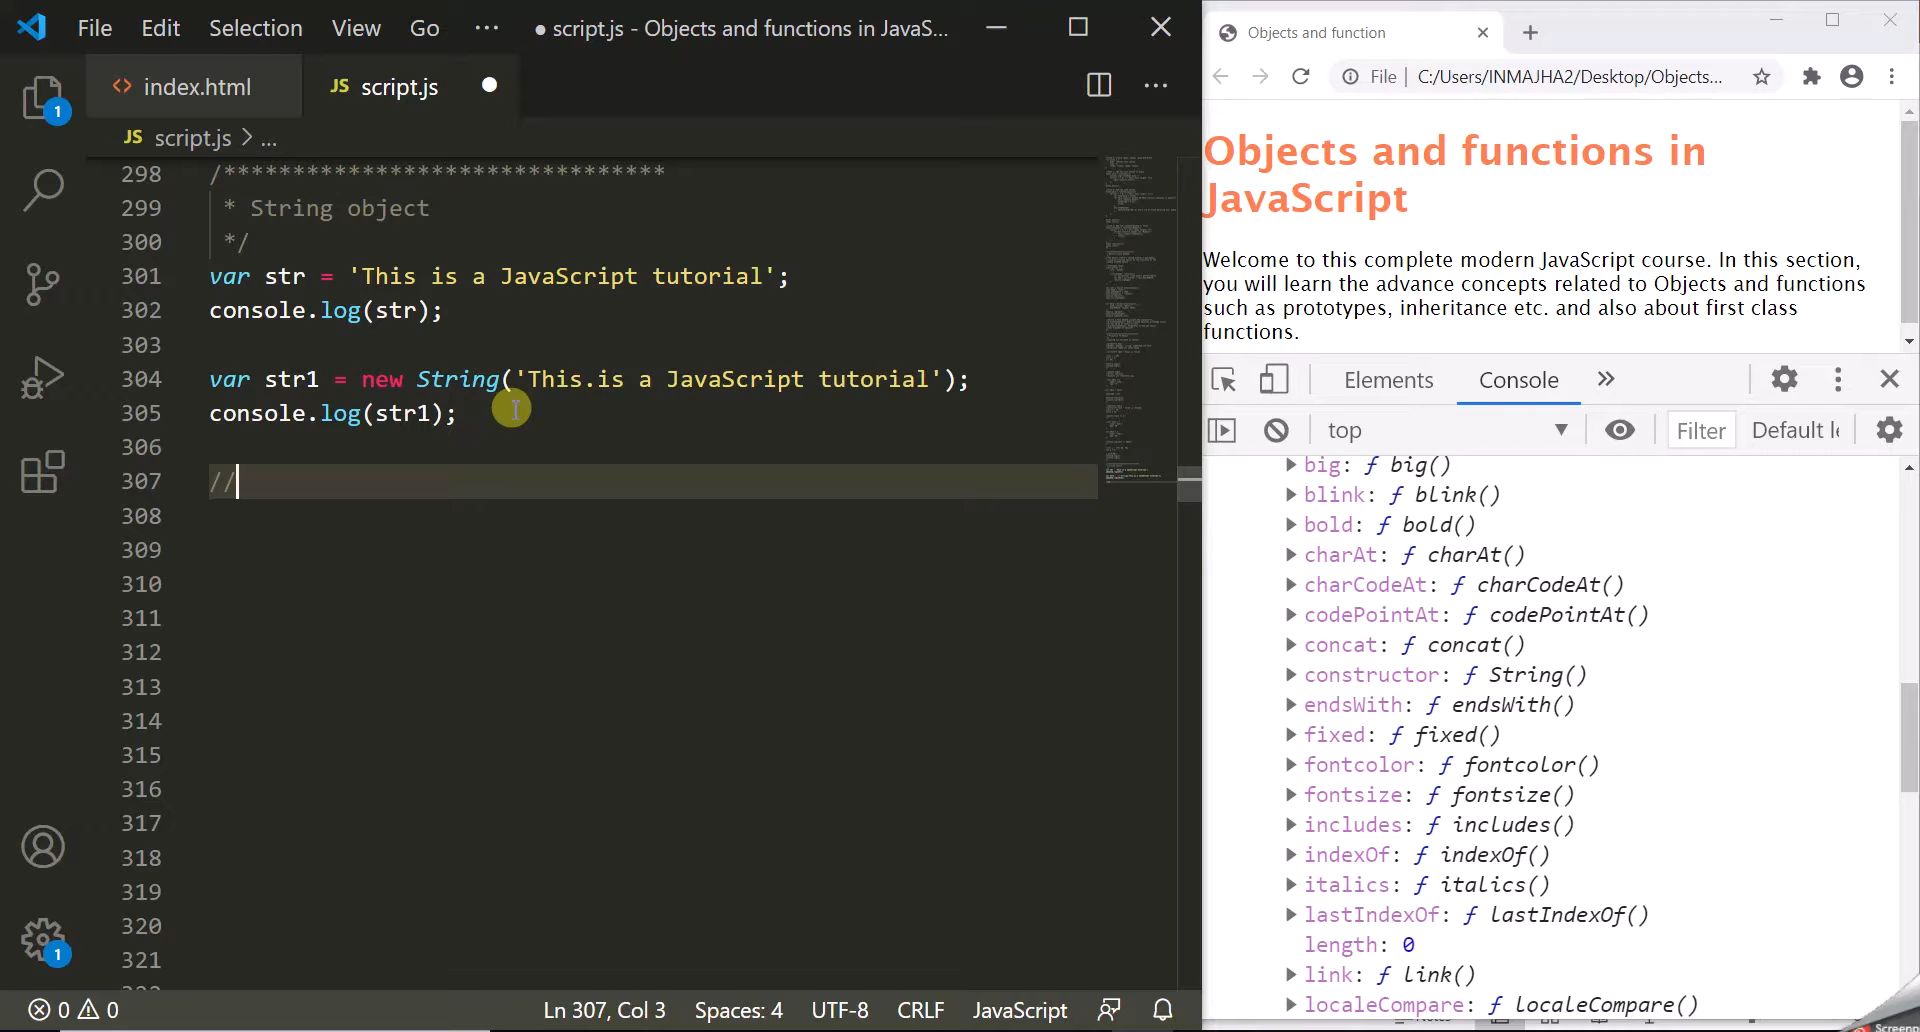 File Edit Selection View Go ··· ● script.js - Objects and functions in JavaS...
index.html
JS script.js
JS script.js > ...
298 /********************************
299 * String object
300 */
301 var str = 'This is a JavaScript tutorial';
302 console.log(str);
303
304 var str1 = new String('This.is a JavaScript tutorial');
305 console.log(str1);
306
307 //
308
309
310
311
312
313
314
315
316
317
318
319
320
321
1
1
0 0 Ln 307, Col 3 Spaces: 4 UTF-8 CRLF JavaScript
Objects and function
File | C:/Users/INMAJHA2/Desktop/Objects...
Objects and functions in
JavaScript
Welcome to this complete modern JavaScript course. In this section,
you will learn the advance concepts related to Objects and functions
such as prototypes, inheritance etc. and also about first class
functions.
Elements Console »
top Filter Default le
big: ƒ big()
blink: ƒ blink()
bold: ƒ bold()
charAt: ƒ charAt()
charCodeAt: ƒ charCodeAt()
codePointAt: ƒ codePointAt()
concat: ƒ concat()
constructor: ƒ String()
endsWith: ƒ endsWith()
fixed: ƒ fixed()
fontcolor: ƒ fontcolor()
fontsize: ƒ fontsize()
includes: ƒ includes()
indexOf: ƒ indexOf()
italics: ƒ italics()
lastIndexOf: ƒ lastIndexOf()
length: 0
link: ƒ link()
localeCompare: ƒ localeCompare()